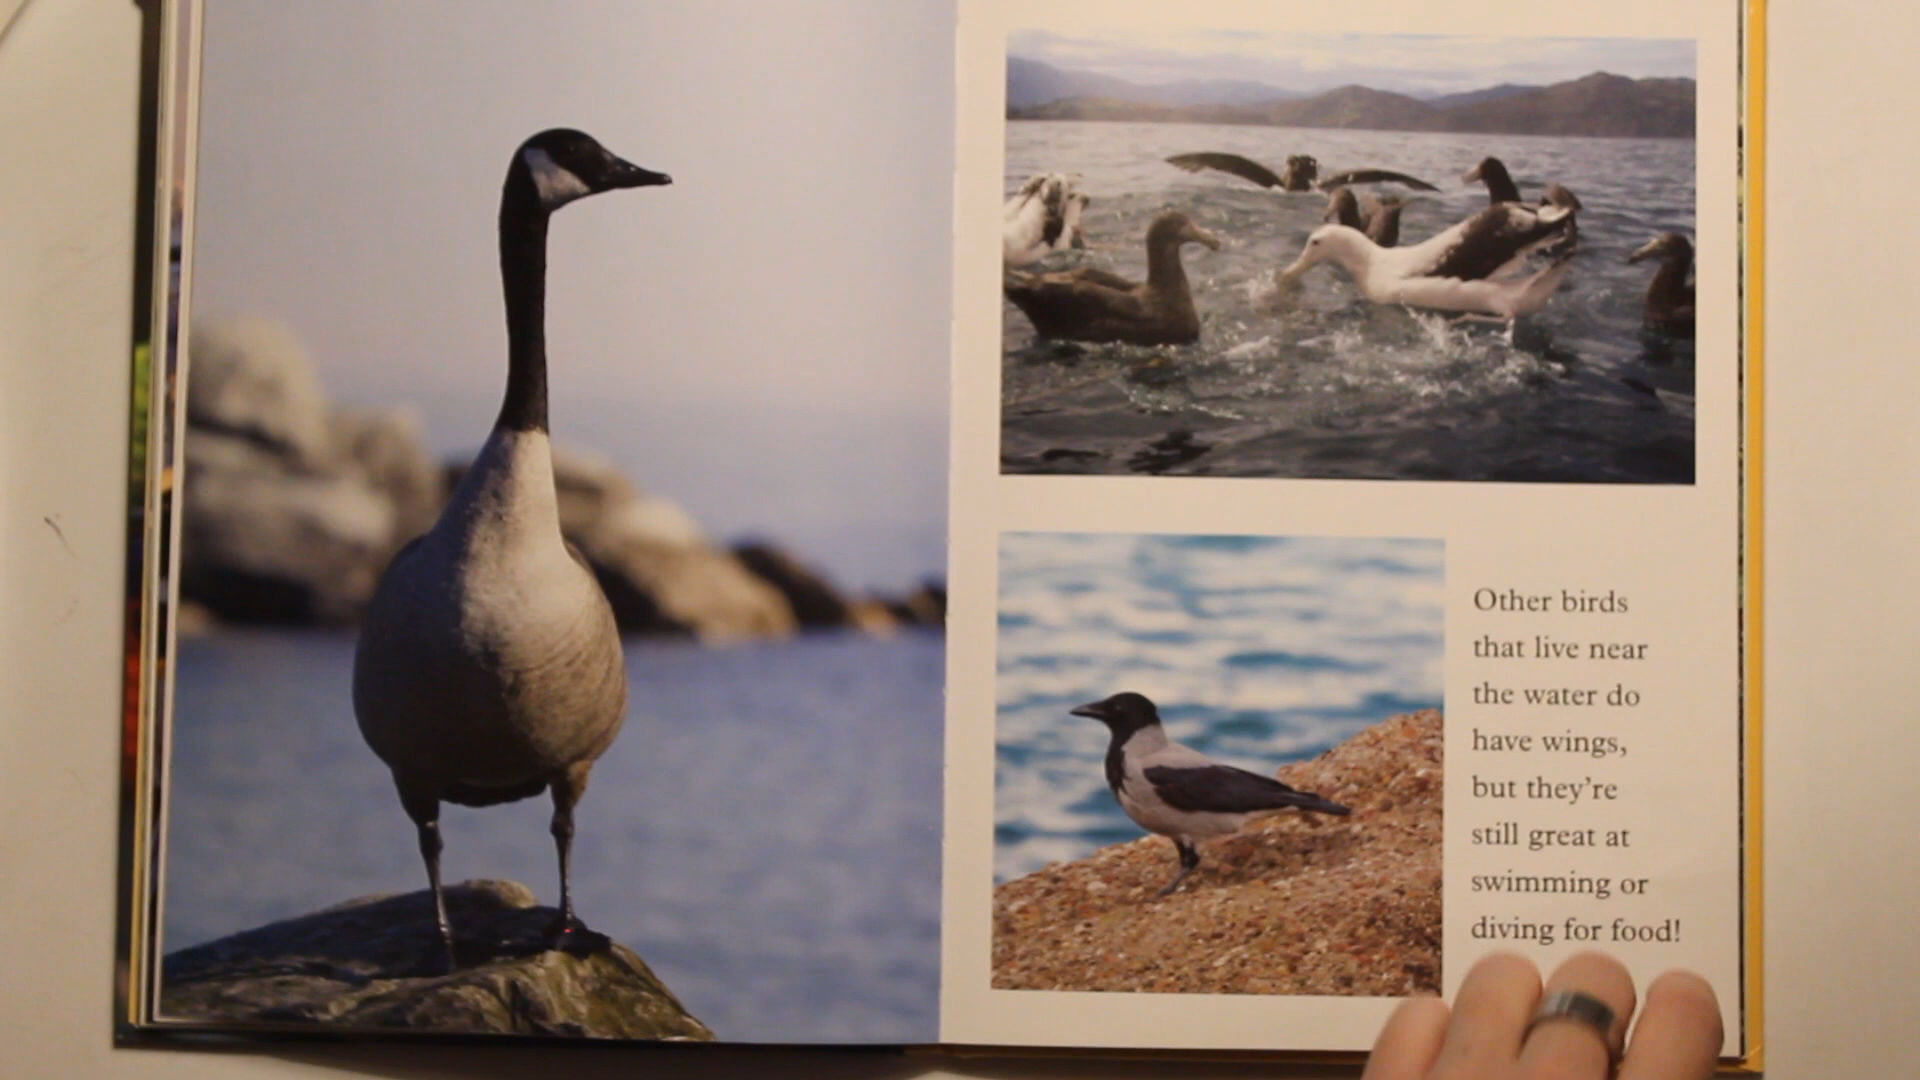 Other birds
that live near
the water do
have wings,
but they're
still great at
swimming or
diving for food!